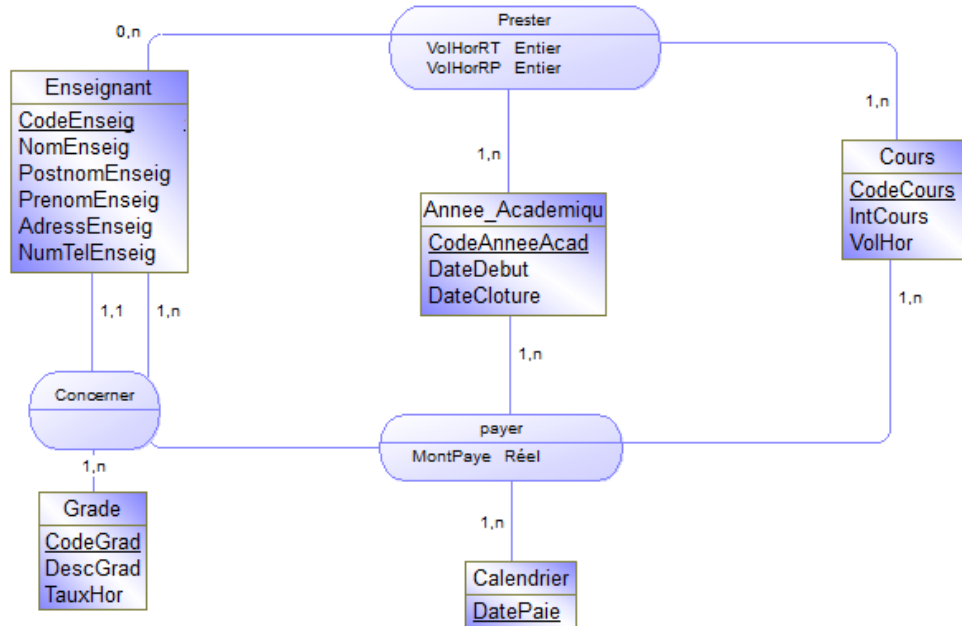 Prester
VolHorRT Entier
VolHorRP Entier
0,n
1,n
1,n
Enseignant
CodeEnseig
NomEnseig
PostnomEnseig
PrenomEnseig
AdressEnseig
NumTelEnseig
Annee_Academiqu
CodeAnneeAcad
DateDebut
DateCloture
Cours
CodeCours
IntCours
VolHor
1,1
1,n
1,n
1,n
Concerner
payer
MontPaye Réel
1,n
1,n
Grade
CodeGrad
DescGrad
TauxHor
Calendrier
DatePaie